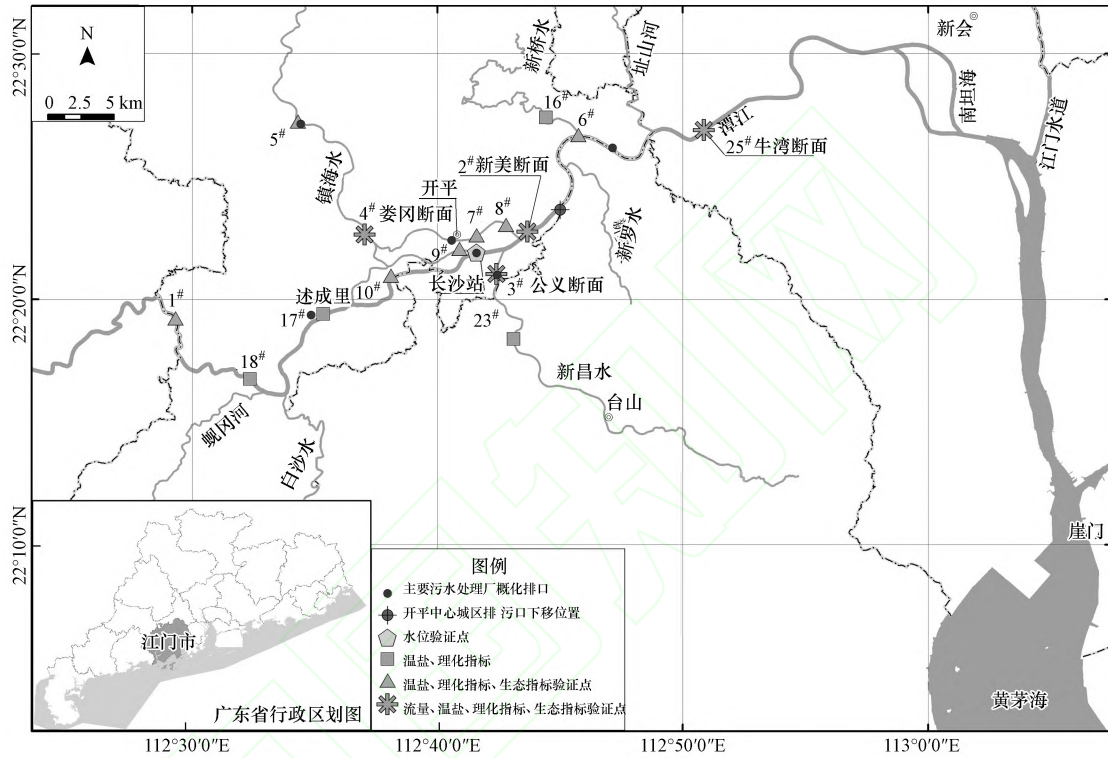 N
0 2.5 5 km
22°30′0″N
22°20′0″N
22°10′0″N
新会
新桥水
址山河
南坦海
江门水道
潭江
16#
6#
5#
25#牛湾断面
2#新美断面
镇海水
开平
4#娄冈断面
7#
8#
9#
新罗水
10#
长沙站
3#公义断面
述成里
1#
17#
23#
18#
新昌水
台山
蚬冈河
白沙水
崖门
黄茅海
江门市
广东省行政区划图
图例
主要污水处理厂概化排口
开平中心城区排 污口下移位置
水位验证点
温盐、理化指标
温盐、理化指标、生态指标验证点
流量、温盐、理化指标、生态指标验证点
112°30′0″E
112°40′0″E
112°50′0″E
113°0′0″E